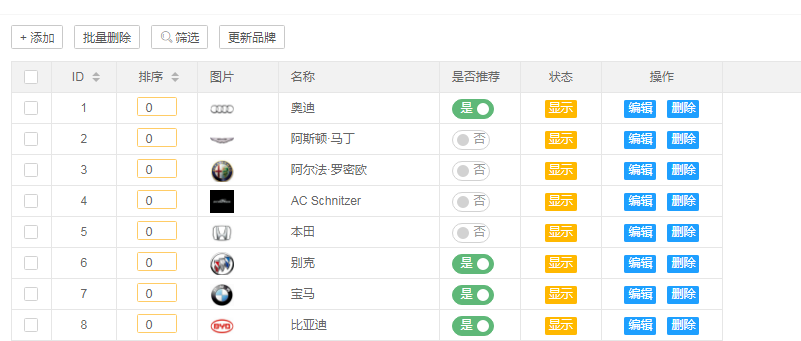 + 添加 批量删除 筛选 更新品牌
ID 排序 图片 名称 是否推荐 状态 操作
1 0 奥迪 是 显示 编辑 删除
2 0 阿斯顿·马丁 否 显示 编辑 删除
3 0 阿尔法·罗密欧 否 显示 编辑 删除
4 0 AC Schnitzer 否 显示 编辑 删除
5 0 本田 否 显示 编辑 删除
6 0 别克 是 显示 编辑 删除
7 0 宝马 是 显示 编辑 删除
8 0 BYD 比亚迪 是 显示 编辑 删除